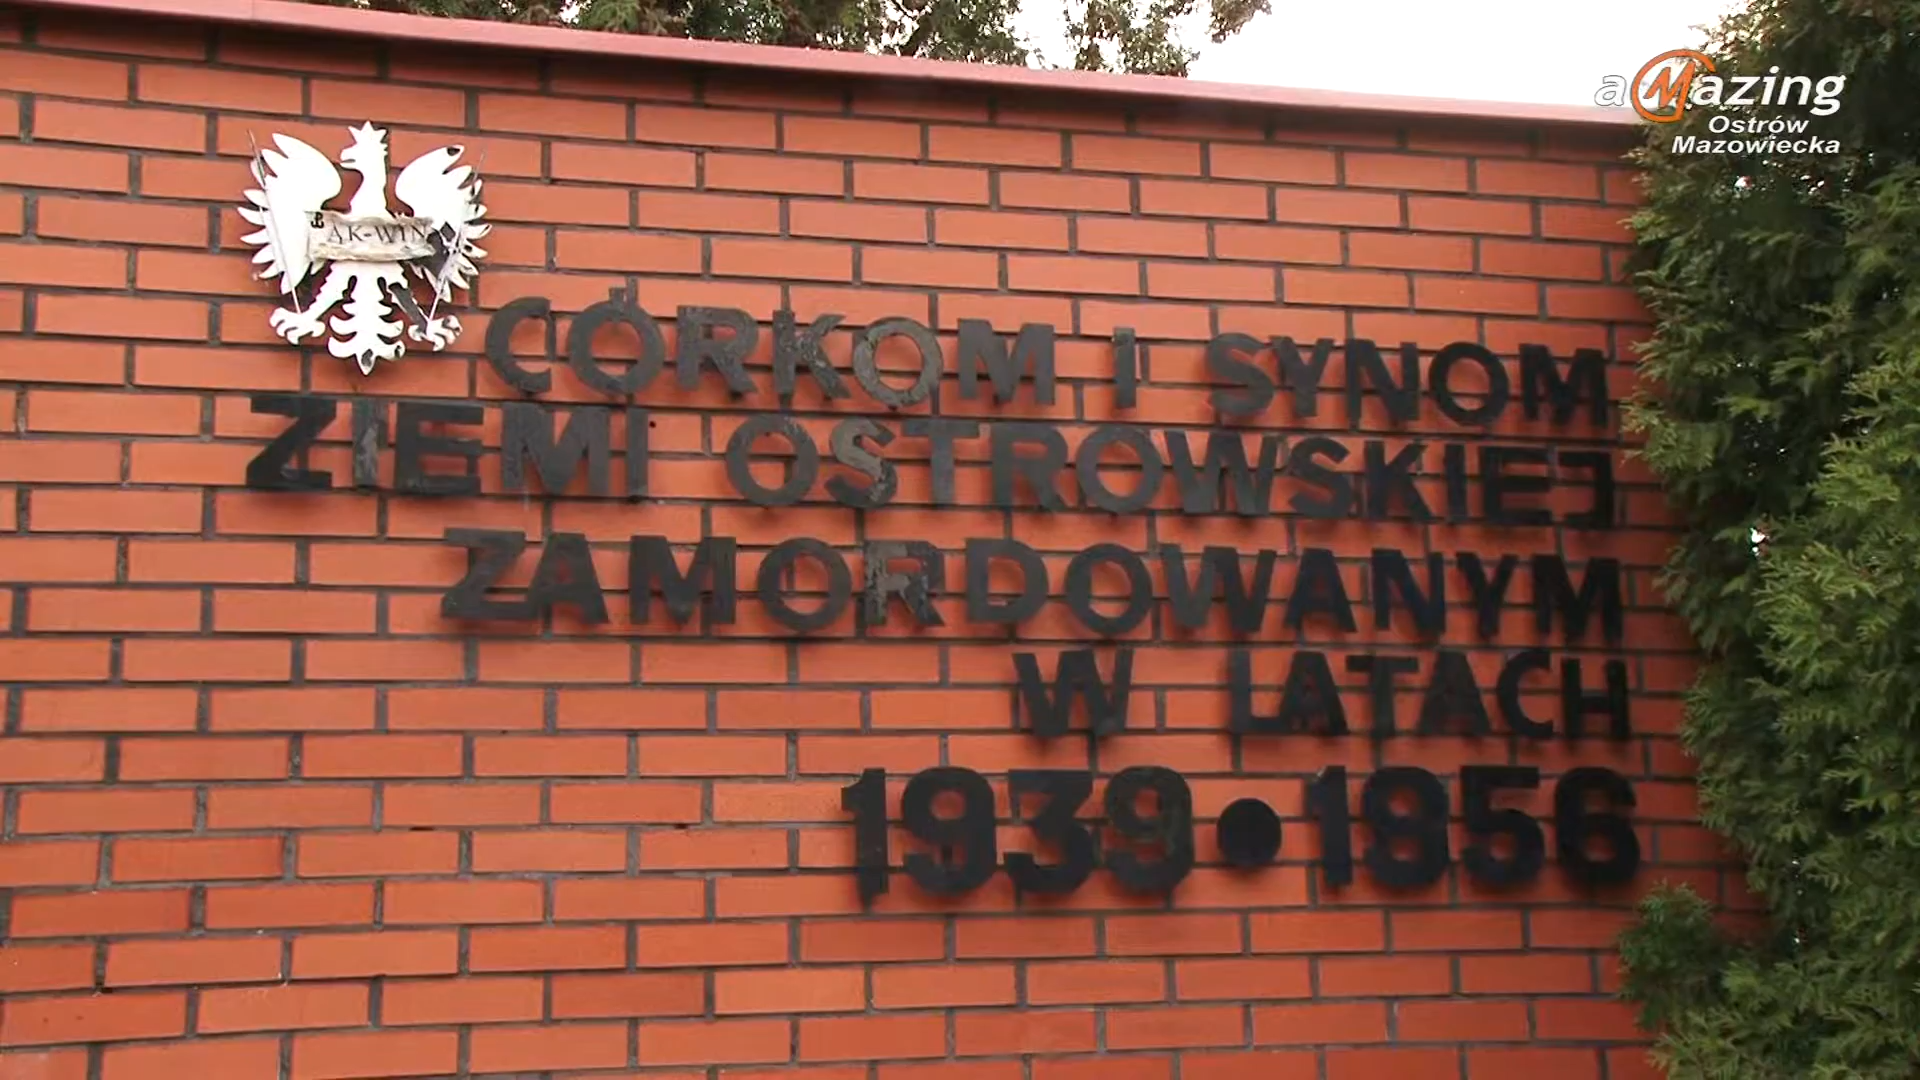 aMazing
Ostrów
Mazowiecka
AK-WIN
CÓRKOM I SYNOM
ZIEMI OSTROWSKIEJ
ZAMORDOWANYM
W LATACH
1939•1956